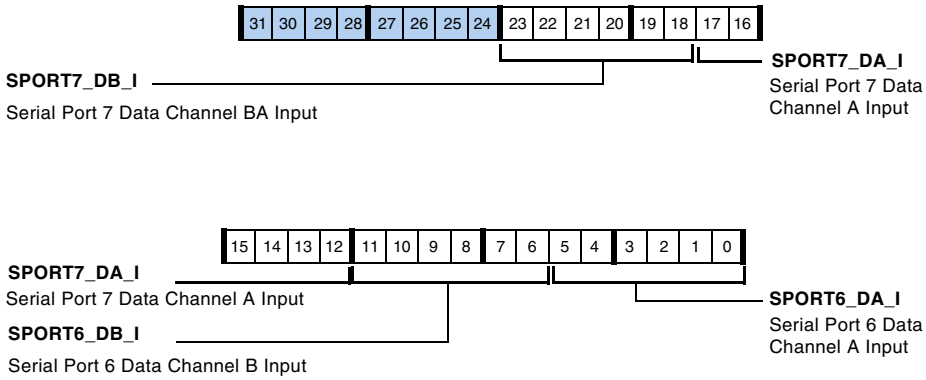 31 30 29 28 27 26 25 24 23 22 21 20 19 18 17 16
SPORT7_DB_I
Serial Port 7 Data Channel BA Input
SPORT7_DA_I
Serial Port 7 Data
Channel A Input
15 14 13 12 11 10 9 8 7 6 5 4 3 2 1 0
SPORT7_DA_I
Serial Port 7 Data Channel A Input
SPORT6_DB_I
Serial Port 6 Data Channel B Input
SPORT6_DA_I
Serial Port 6 Data
Channel A Input